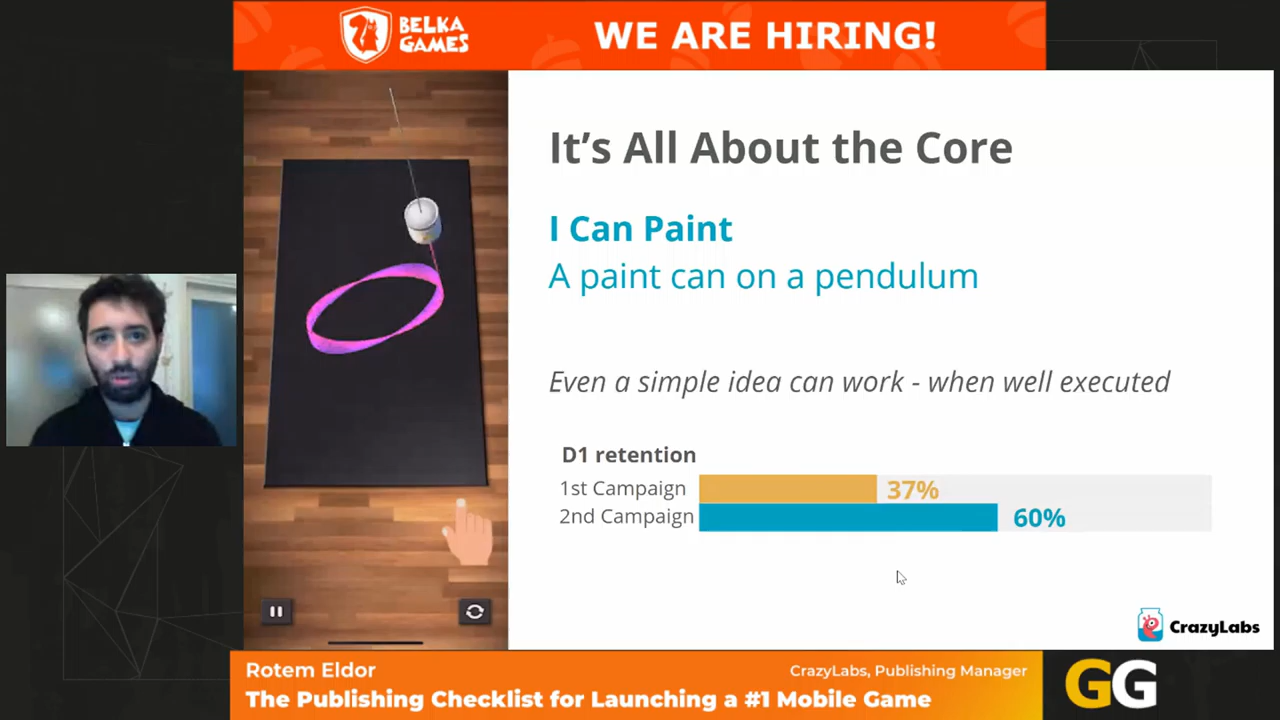 BELKA
GAMES
WE ARE HIRING!
It's All About the Core
I Can Paint
A paint can on a pendulum
Even a simple idea can work - when well executed
D1 retention
1st Campaign 37%
2nd Campaign 60%
CrazyLabs
Rotem Eldor
CrazyLabs, Publishing Manager
The Publishing Checklist for Launching a #1 Mobile Game
GG